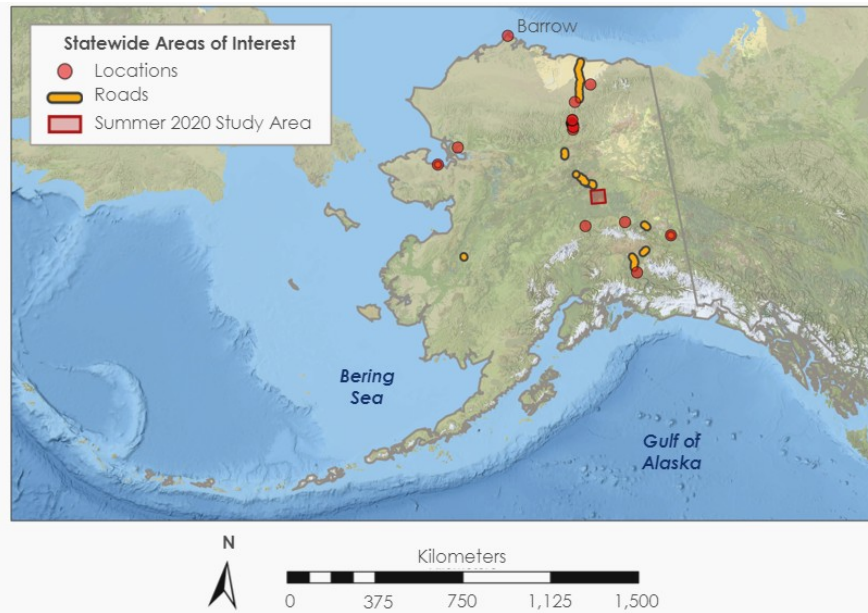 Barrow
Statewide Areas of Interest
Locations
Roads
Summer 2020 Study Area
Bering
Sea
Gulf of
Alaska
N
Kilometers
0 375 750 1,125 1,500